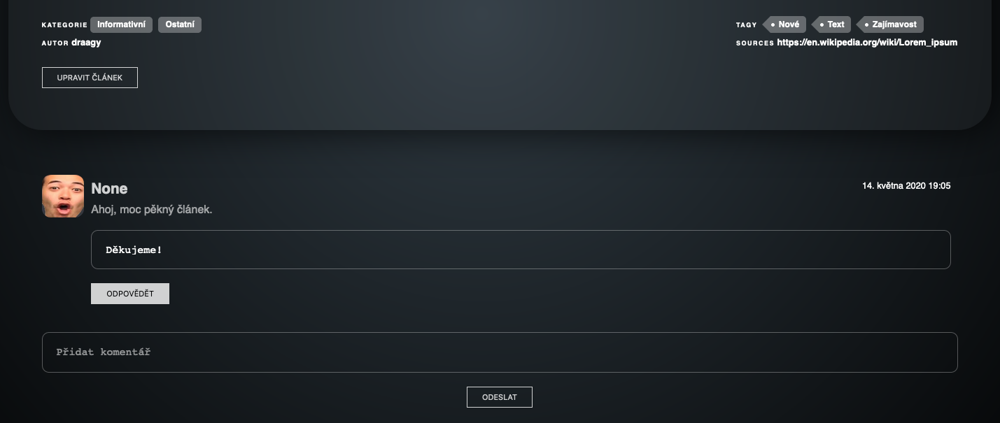 KATEGORIE Informativní Ostatní
AUTOR draagy
TAGY Nové Text Zajímavost
SOURCES https://en.wikipedia.org/wiki/Lorem_ipsum
UPRAVIT ČLÁNEK
None
14. května 2020 19:05
Ahoj, moc pěkný článek.
Děkujeme!
ODPOVĚDĚT
Přidat komentář
ODESLAT